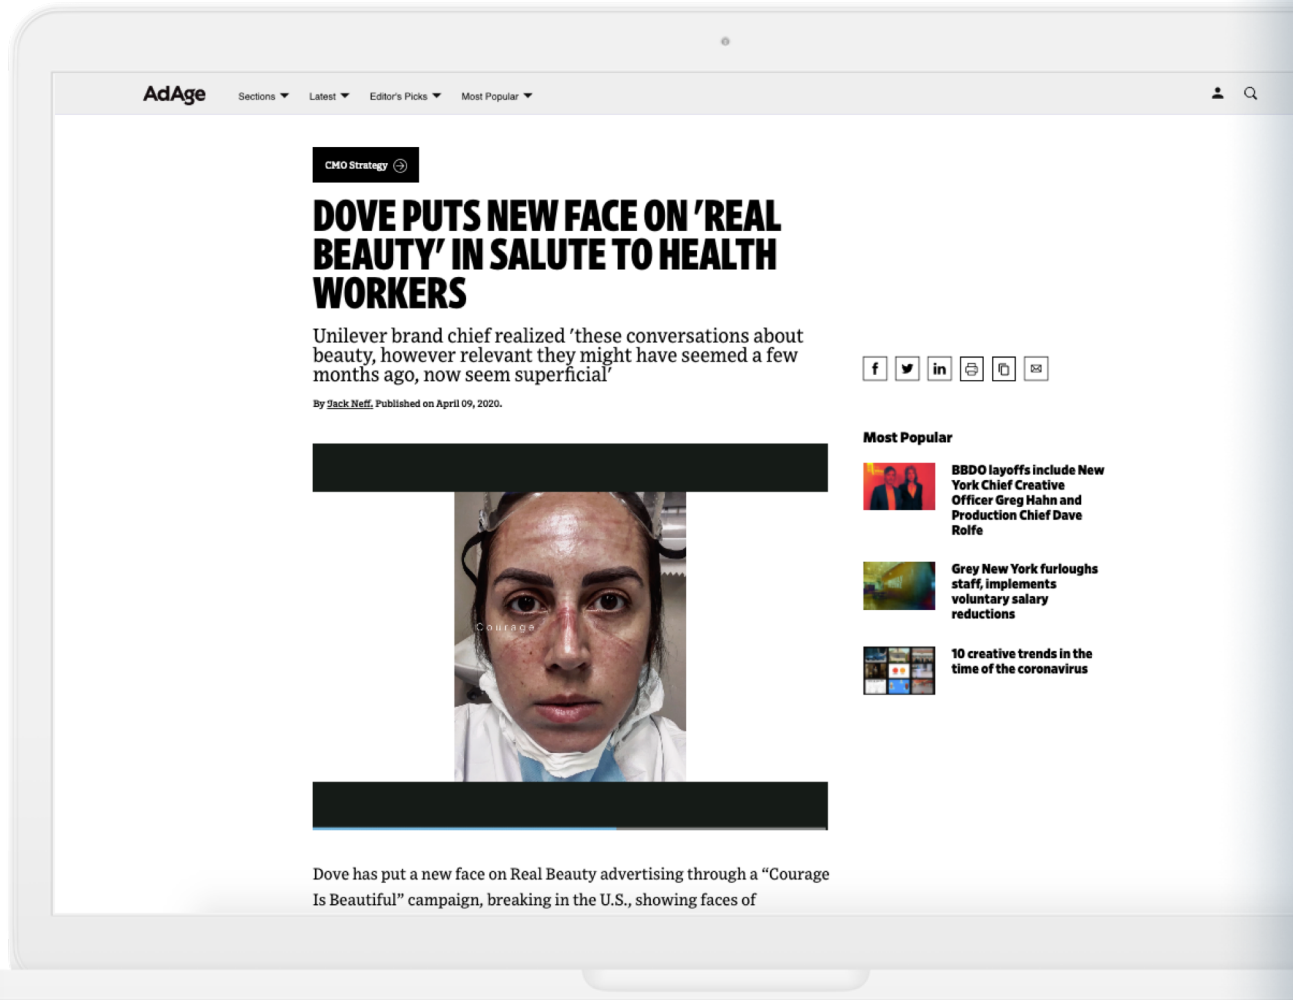 AdAge
Sections
Latest
Editor's Picks
Most Popular
CMO Strategy
DOVE PUTS NEW FACE ON 'REAL
BEAUTY' IN SALUTE TO HEALTH
WORKERS
Unilever brand chief realized 'these conversations about
beauty, however relevant they might have seemed a few
months ago, now seem superficial'
By Jack Neff. Published on April 09, 2020.
Courage
Dove has put a new face on Real Beauty advertising through a “Courage
Is Beautiful” campaign, breaking in the U.S., showing faces of
f
in
Most Popular
BBDO layoffs include New
York Chief Creative
Officer Greg Hahn and
Production Chief Dave
Rolfe
Grey New York furloughs
staff, implements
voluntary salary
reductions
10 creative trends in the
time of the coronavirus